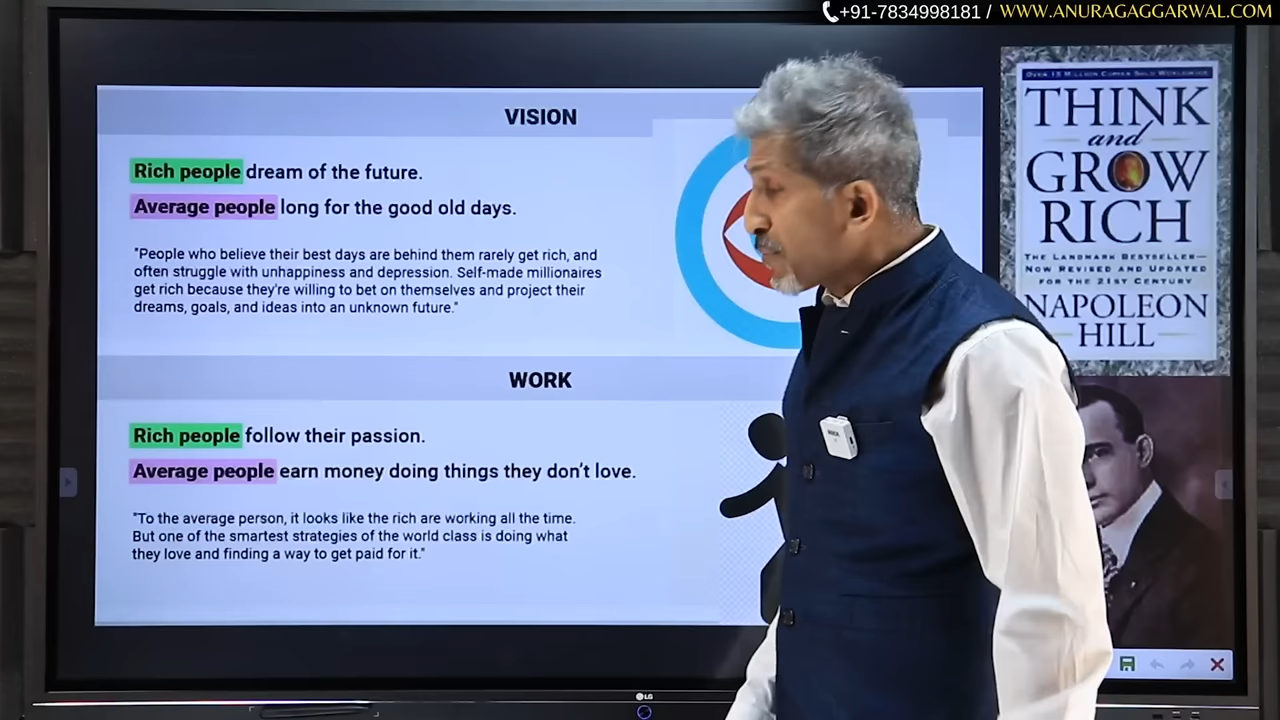 +91-7834998181 / WWW.ANURAGAGGARWAL.COM
VISION
Rich people dream of the future.
Average people long for the good old days.
"People who believe their best days are behind them rarely get rich, and
often struggle with unhappiness and depression. Self-made millionaires
get rich because they're willing to bet on themselves and project their
dreams, goals, and ideas into an unknown future."
WORK
Rich people follow their passion.
Average people earn money doing things they don't love.
"To the average person, it looks like the rich are working all the time.
But one of the smartest strategies of the world class is doing what
they love and finding a way to get paid for it."
OVER 15 MILLION COPIES SOLD WORLDWIDE
THINK
and
GROW
RICH
THE LANDMARK BESTSELLER—
NOW REVISED AND UPDATED
FOR THE 21ST CENTURY
NAPOLEON
HILL
LG